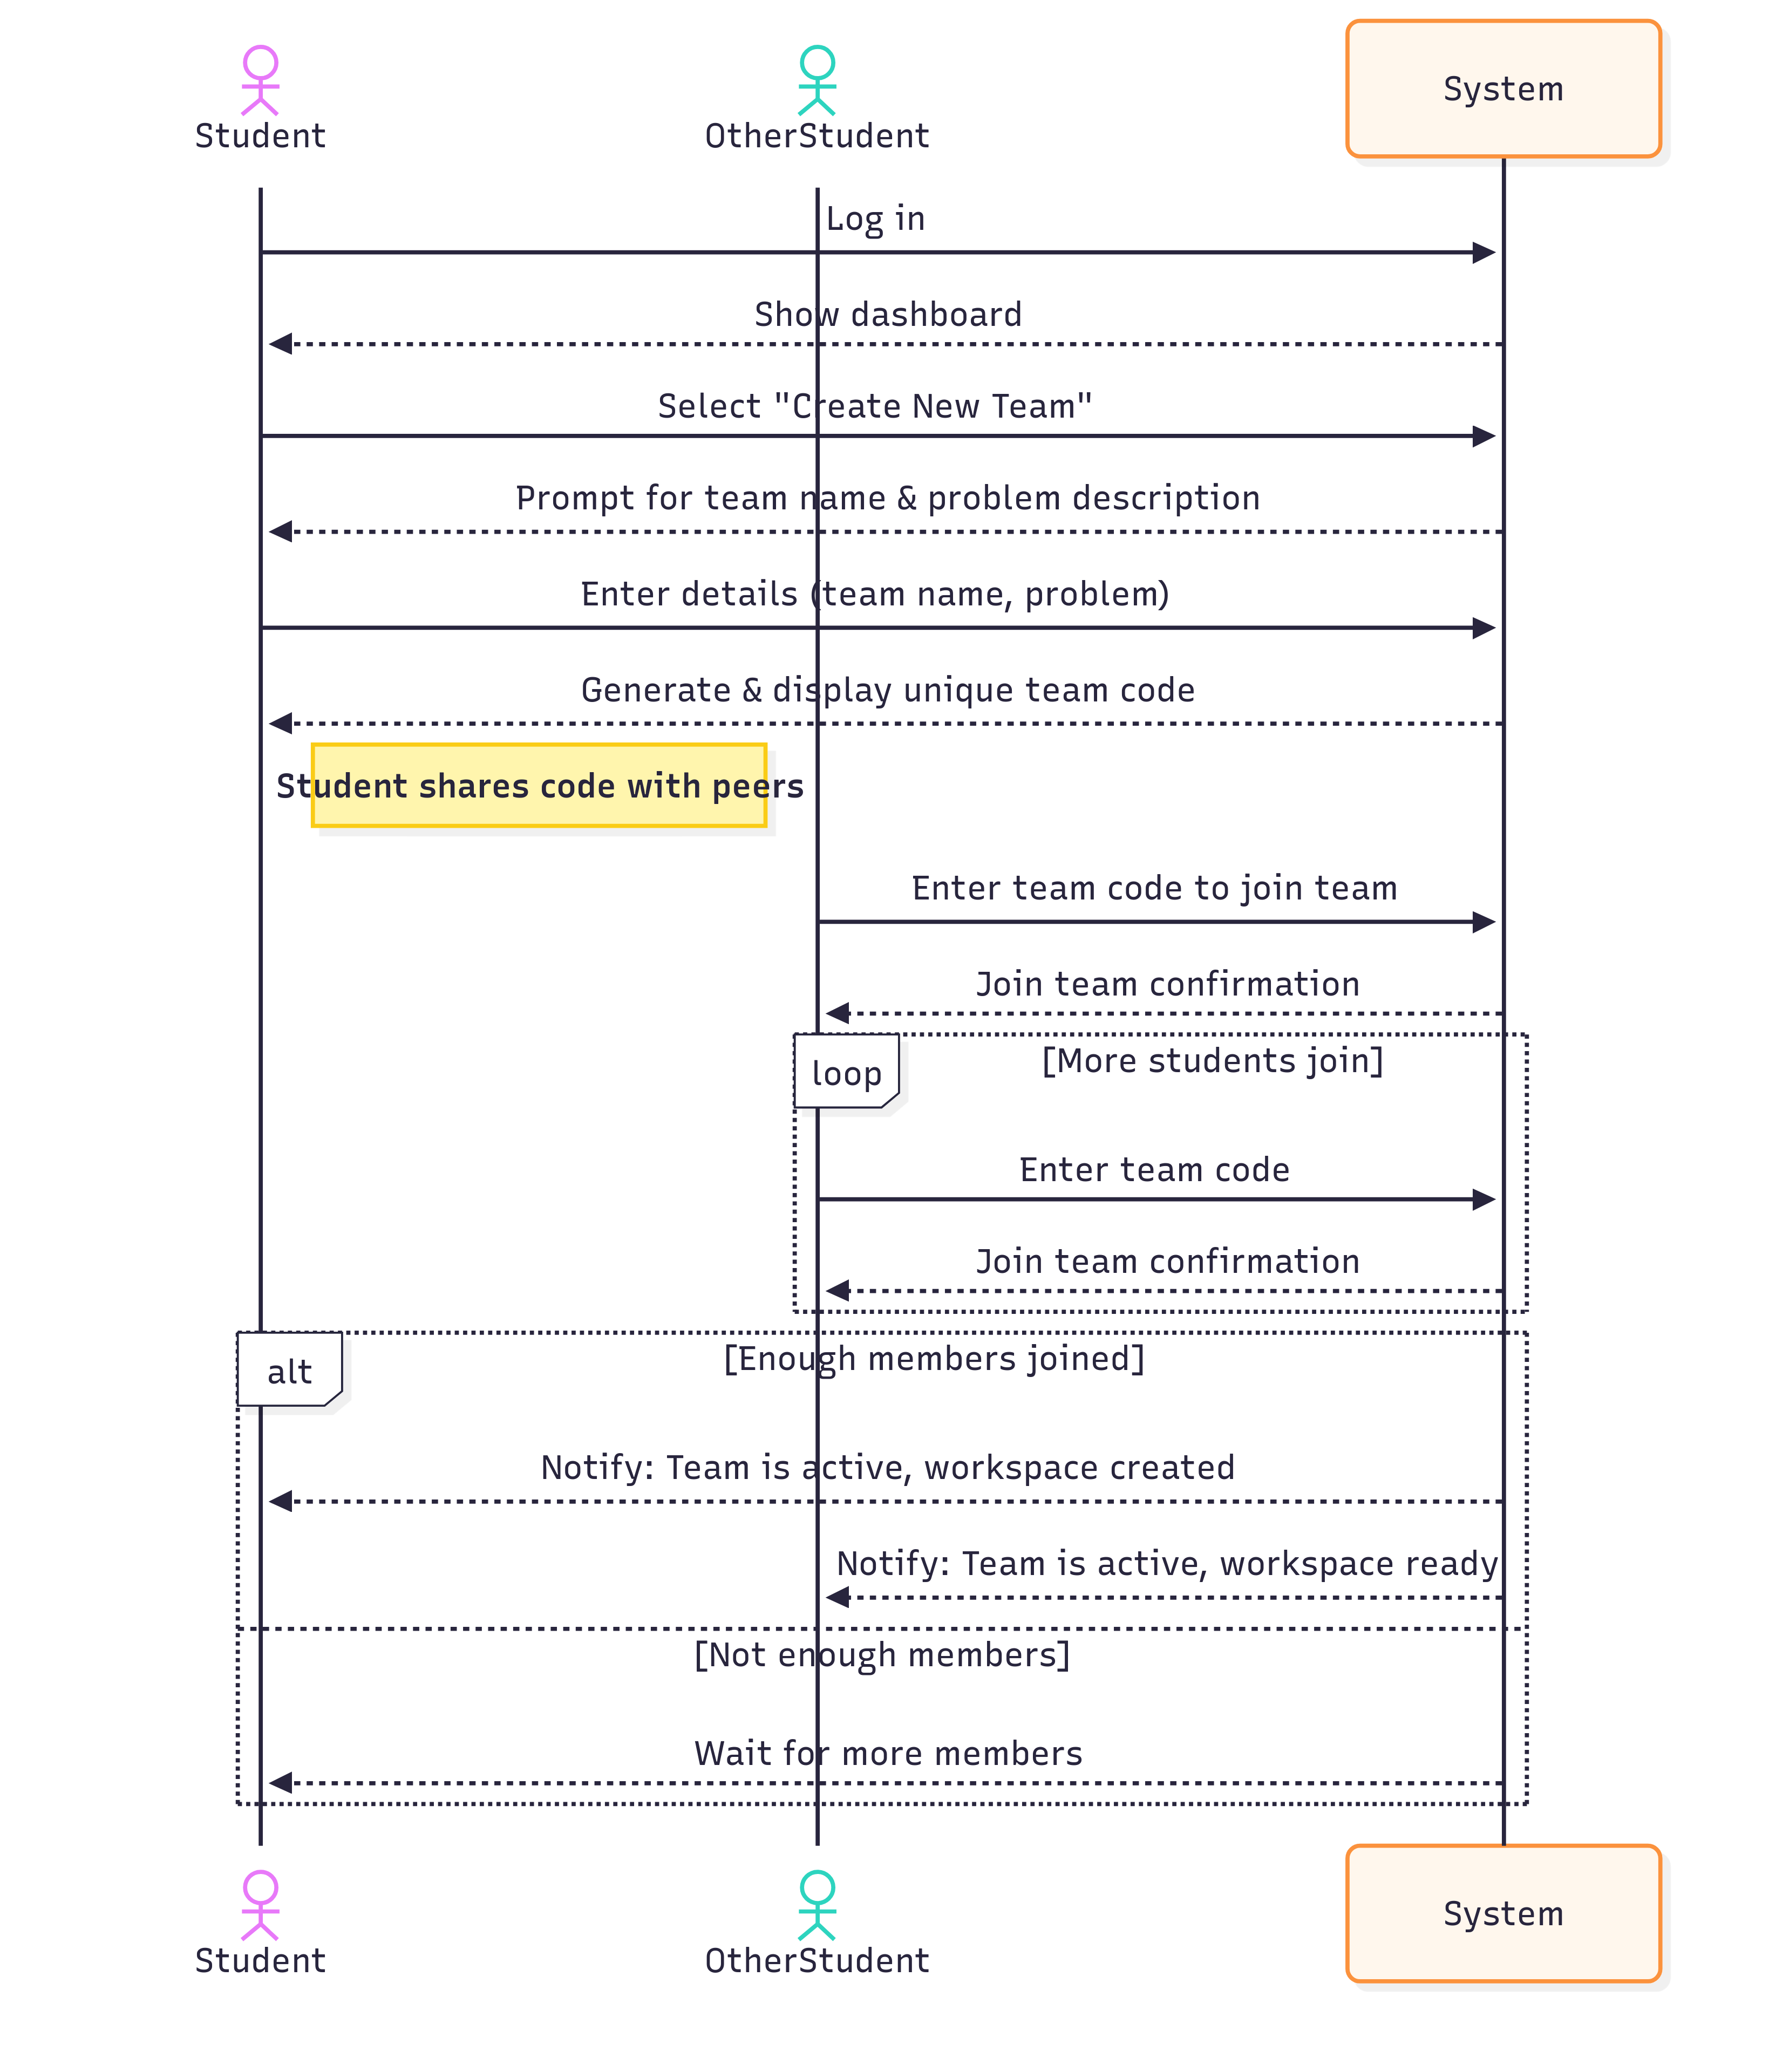 Student
OtherStudent
System
Log in
Show dashboard
Select "Create New Team"
Prompt for team name & problem description
Enter details (team name, problem)
Generate & display unique team code
Student shares code with peers
Enter team code to join team
Join team confirmation
loop
[More students join]
Enter team code
Join team confirmation
alt
[Enough members joined]
Notify: Team is active, workspace created
Notify: Team is active, workspace ready
[Not enough members]
Wait for more members
Student
OtherStudent
System